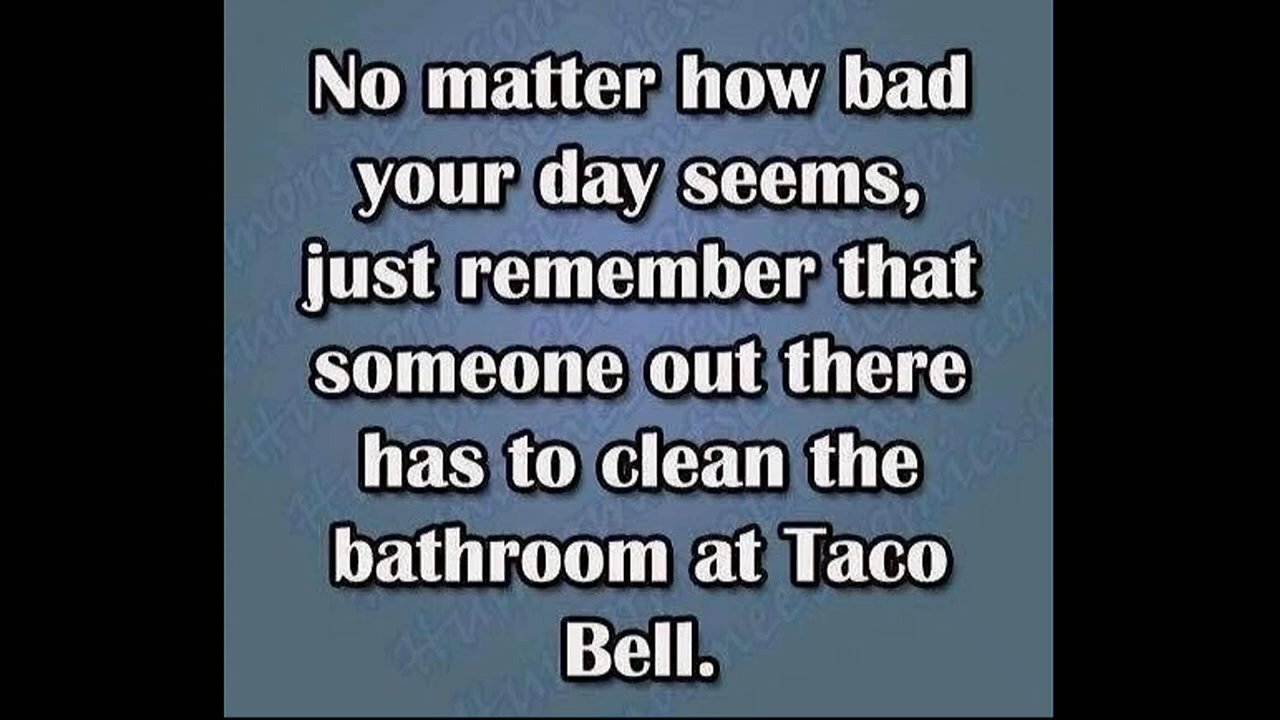 No matter how bad
your day seems,
just remember that
someone out there
has to clean the
bathroom at Taco
Bell.